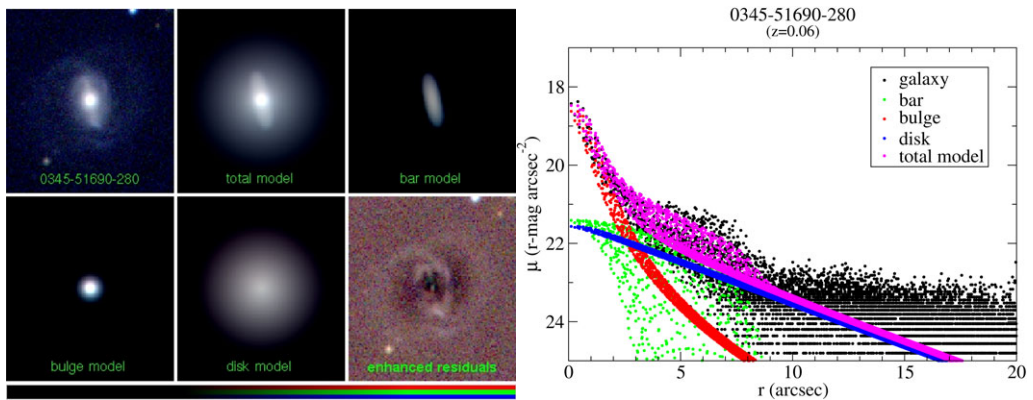 0345-51690-280
total model
bar model
bulge model
disk model
enhanced residuals
0345-51690-280
(z=0.06)
galaxy
bar
bulge
disk
total model
μ (r-mag arcsec⁻²)
18
20
22
24
0
5
10
15
20
r (arcsec)